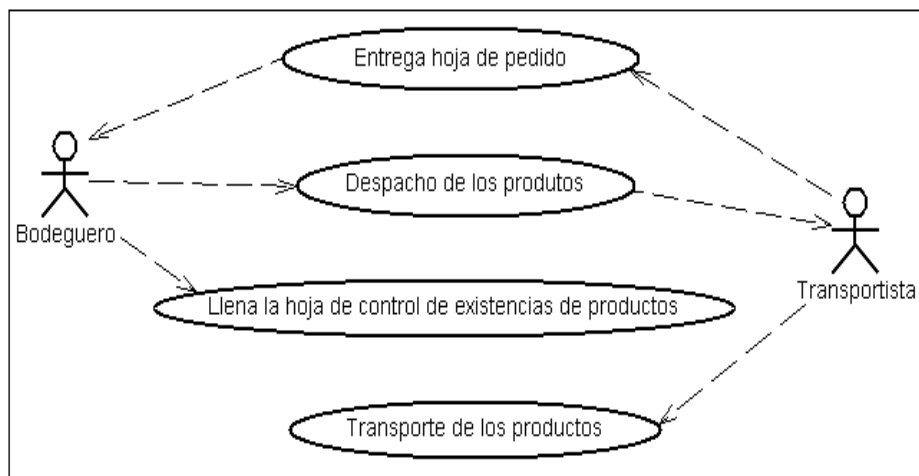 Entrega hoja de pedido
Despacho de los produtos
Bodeguero
Llena la hoja de control de existencias de productos
Transportista
Transporte de los productos